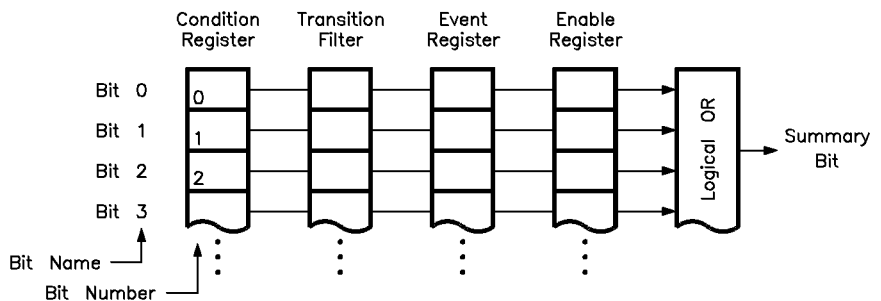 Condition Register
Transition Filter
Event Register
Enable Register
Bit 0
0
Bit 1
1
Bit 2
2
Bit 3
Logical OR
Summary Bit
Bit Name
Bit Number